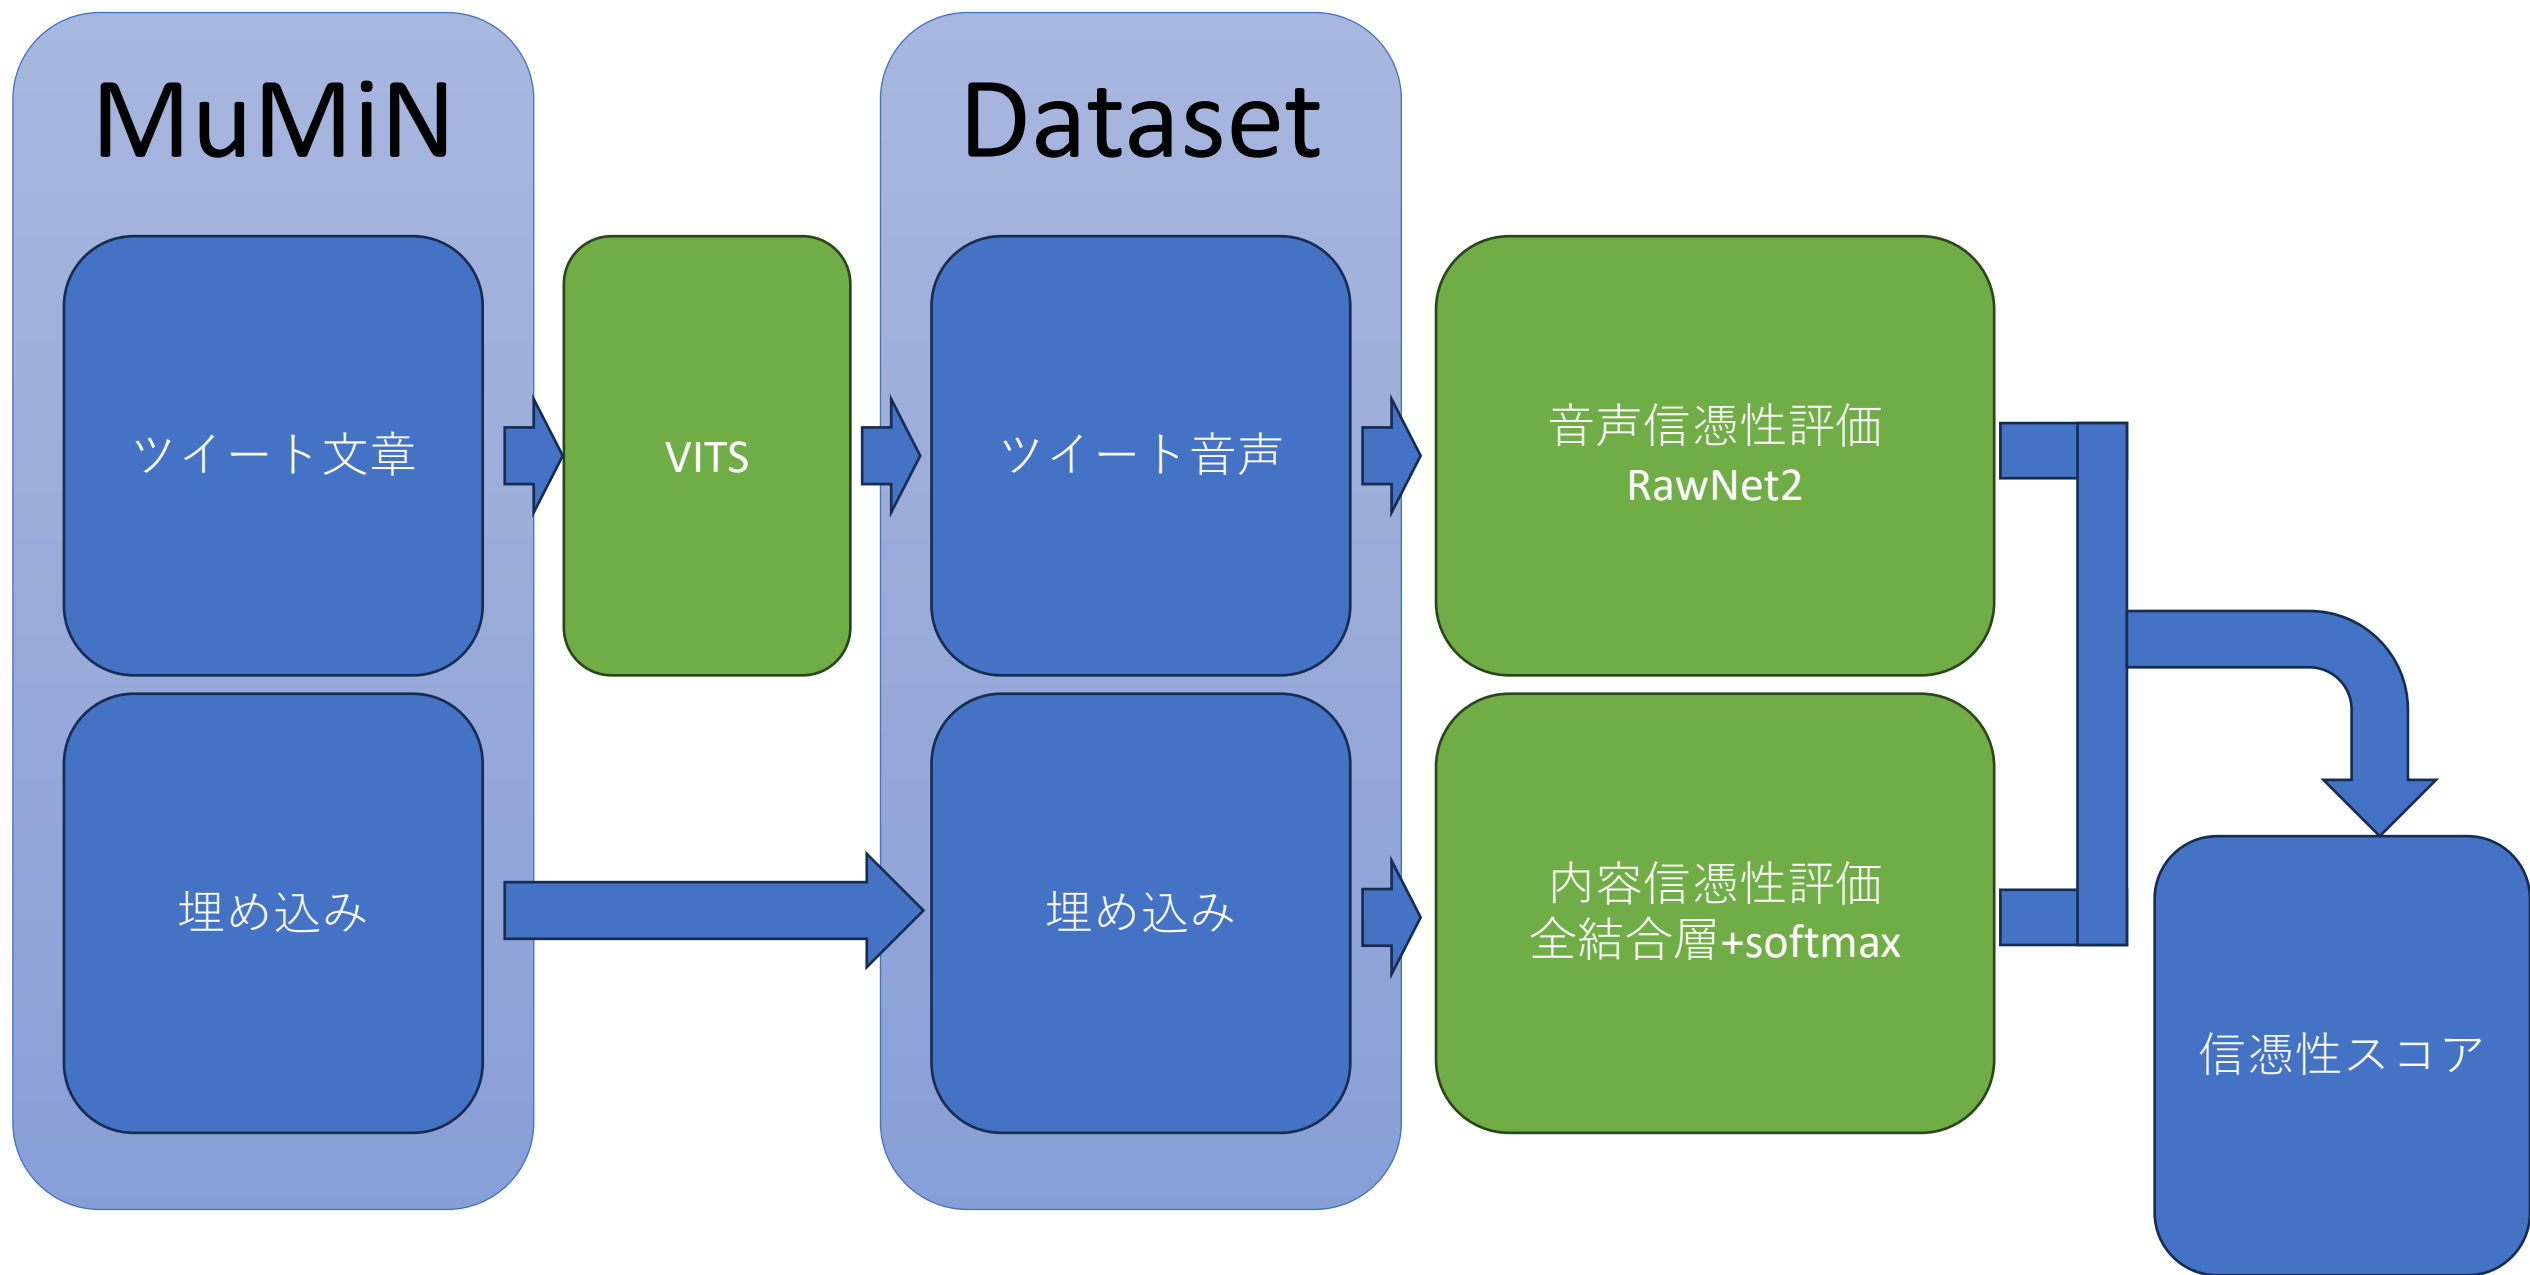 MuMiN
Dataset
ツイート文章
VITS
ツイート音声
音声信憑性評価
RawNet2
埋め込み
埋め込み
内容信憑性評価
全結合層+softmax
信憑性スコア